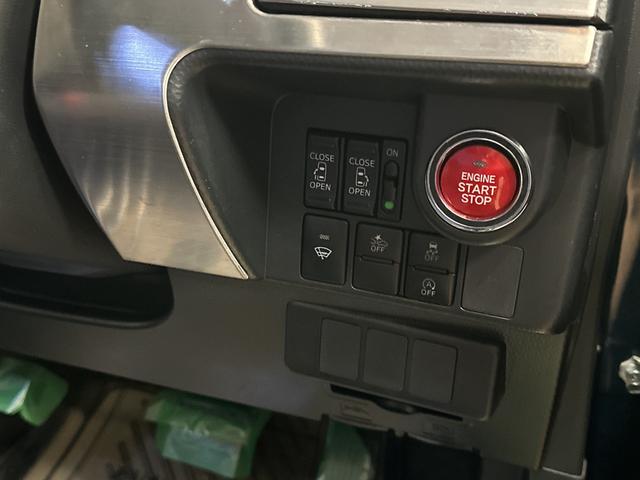 CLOSE
OPEN
CLOSE
OPEN
ON
ENGINE
START
STOP
OFF
OFF
A
OFF